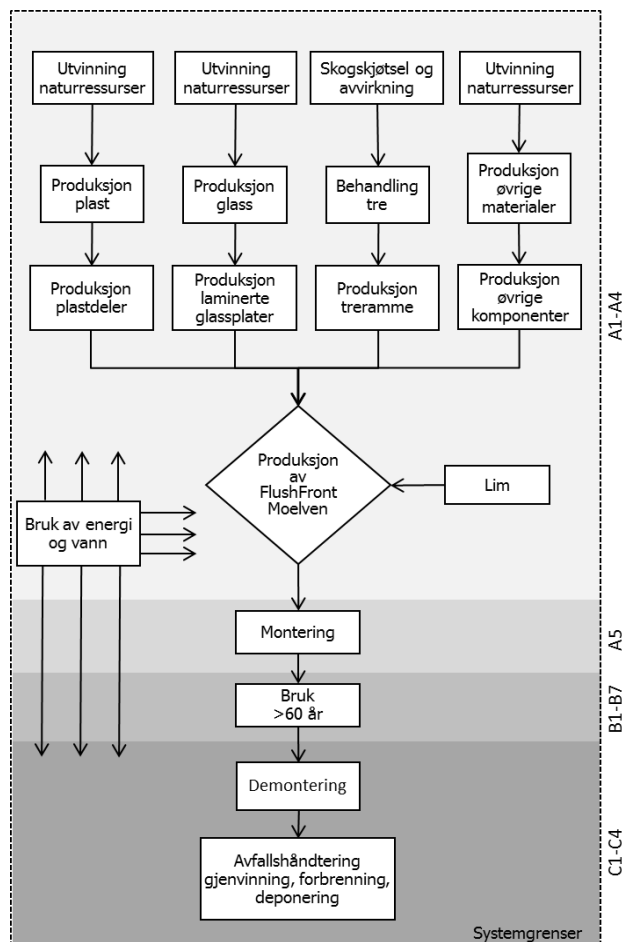 Utvinning
naturressurser
Utvinning
naturressurser
Skogskjøtsel og
avvirkning
Utvinning
naturressurser
Produksjon
plast
Produksjon
glass
Behandling
tre
Produksjon
øvrige
materialer
Produksjon
plastdeler
Produksjon
laminerte
glassplater
Produksjon
treramme
Produksjon
øvrige
komponenter
A1-A4
Produksjon
av
FlushFront
Moelven
Lim
Bruk av energi
og vann
Montering
A5
Bruk
>60 år
B1-B7
Demontering
Avfallshåndtering
gjenvinning, forbrenning,
deponering
C1-C4
Systemgrenser